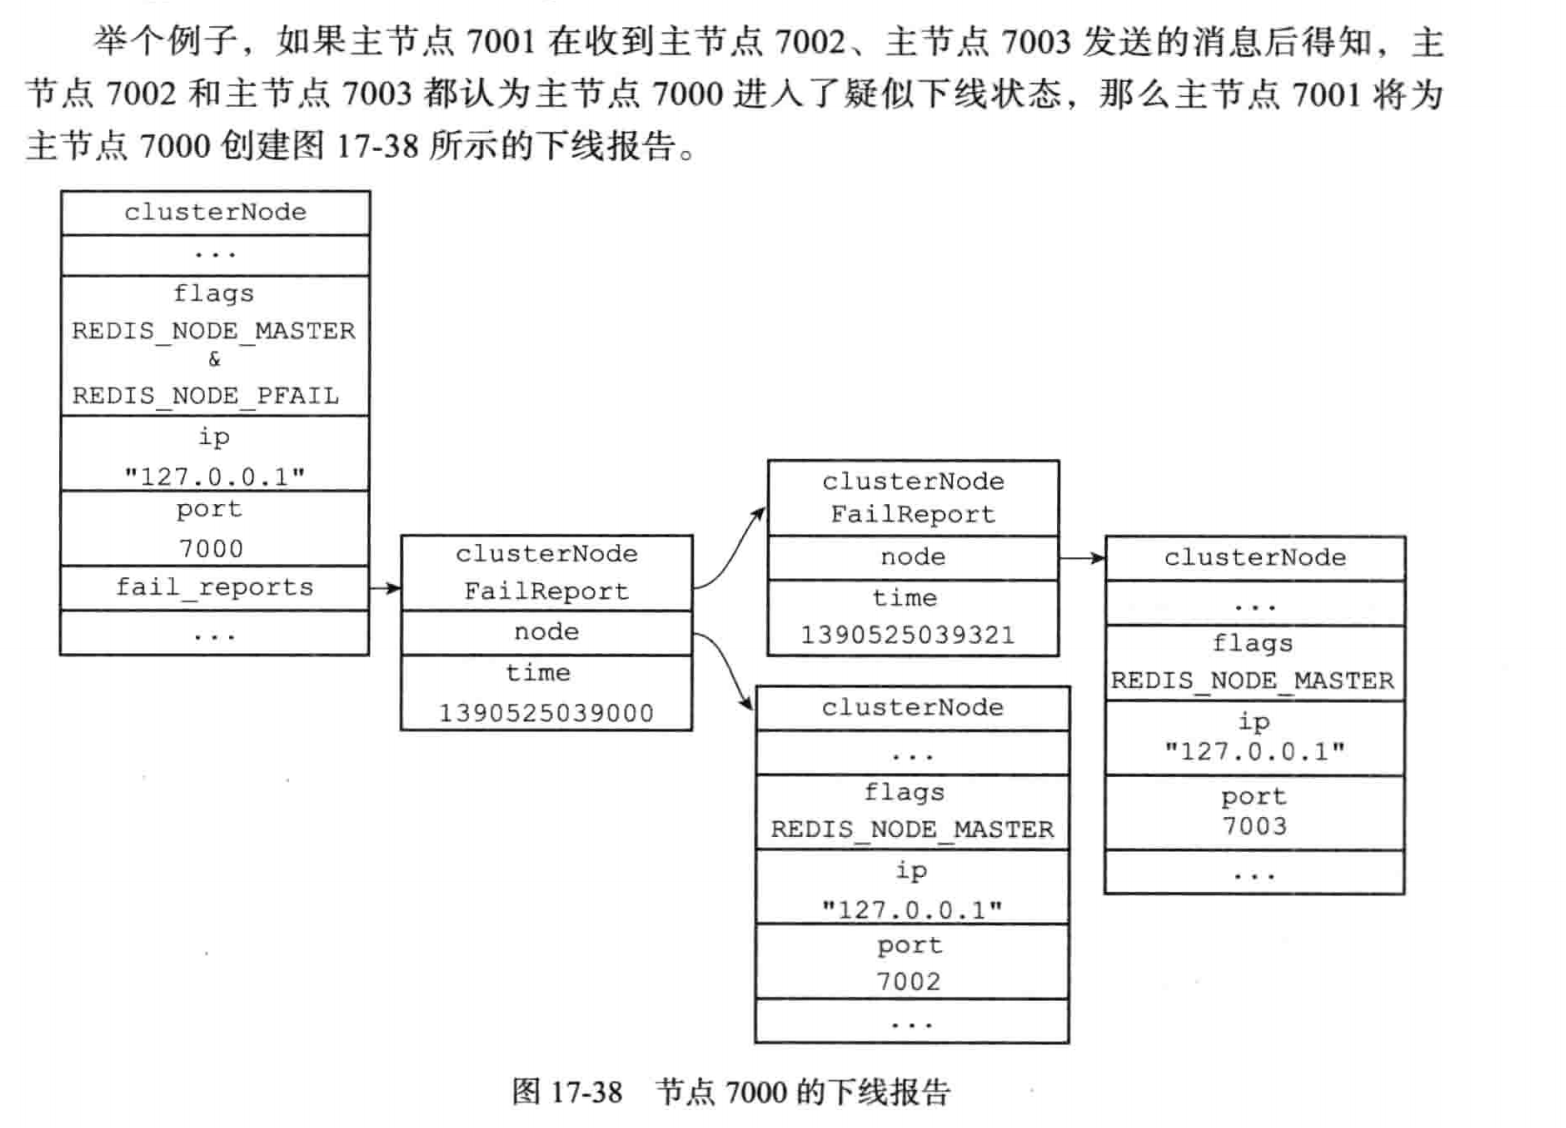 举个例子，如果主节点 7001 在收到主节点 7002、主节点 7003 发送的消息后得知，主
节点 7002 和主节点 7003 都认为主节点 7000 进入了疑似下线状态，那么主节点 7001 将为
主节点 7000 创建图 17-38 所示的下线报告。
clusterNode
...
flags
REDIS_NODE_MASTER
&
REDIS_NODE_PFAIL
ip
"127.0.0.1"
port
7000
fail_reports
...
clusterNode
FailReport
node
time
1390525039000
clusterNode
FailReport
node
time
1390525039321
clusterNode
...
flags
REDIS_NODE_MASTER
ip
"127.0.0.1"
port
7002
...
clusterNode
...
flags
REDIS_NODE_MASTER
ip
"127.0.0.1"
port
7003
...
图 17-38 节点 7000 的下线报告